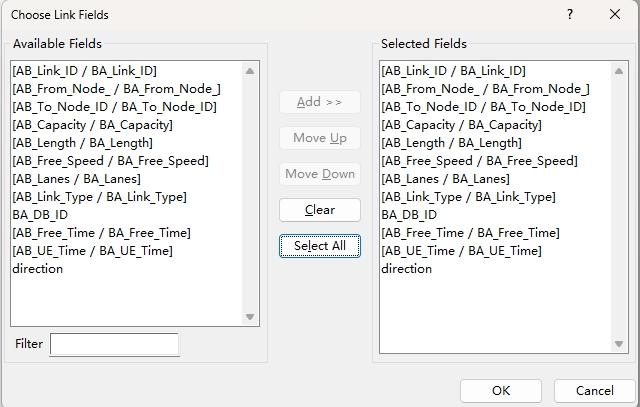 Choose Link Fields
?
Available Fields
[AB_Link_ID / BA_Link_ID]
[AB_From_Node_ / BA_From_Node_]
[AB_To_Node_ID / BA_To_Node_ID]
[AB_Capacity / BA_Capacity]
[AB_Length / BA_Length]
[AB_Free_Speed / BA_Free_Speed]
[AB_Lanes / BA_Lanes]
[AB_Link_Type / BA_Link_Type]
BA_DB_ID
[AB_Free_Time / BA_Free_Time]
[AB_UE_Time / BA_UE_Time]
direction
Filter
Add >>
Move Up
Move Down
Clear
Select All
Selected Fields
[AB_Link_ID / BA_Link_ID]
[AB_From_Node_ / BA_From_Node_]
[AB_To_Node_ID / BA_To_Node_ID]
[AB_Capacity / BA_Capacity]
[AB_Length / BA_Length]
[AB_Free_Speed / BA_Free_Speed]
[AB_Lanes / BA_Lanes]
[AB_Link_Type / BA_Link_Type]
BA_DB_ID
[AB_Free_Time / BA_Free_Time]
[AB_UE_Time / BA_UE_Time]
direction
OK
Cancel